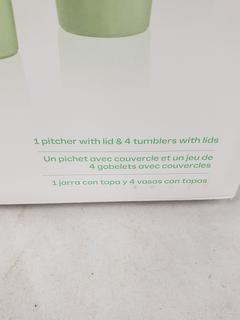 1 pitcher with lid & 4 tumblers with lids
Un pichet avec couvercle et un jeu de
4 gobelets avec couvercles
1 jarra con tapa y 4 vasos con tapas